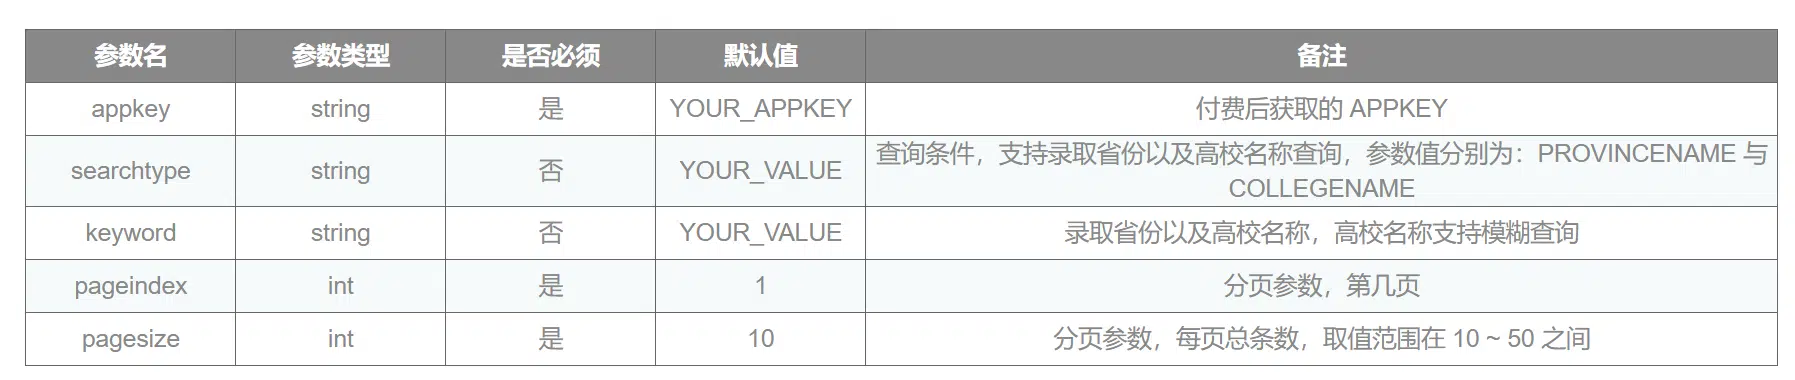 参数名 参数类型 是否必须 默认值 备注
appkey string 是 YOUR_APPKEY 付费后获取的 APPKEY
searchtype string 否 YOUR_VALUE 查询条件，支持录取省份以及高校名称查询，参数值分别为：PROVINCENAME 与
COLLEGENAME
keyword string 否 YOUR_VALUE 录取省份以及高校名称，高校名称支持模糊查询
pageindex int 是 1 分页参数，第几页
pagesize int 是 10 分页参数，每页总条数，取值范围在 10 ~ 50 之间